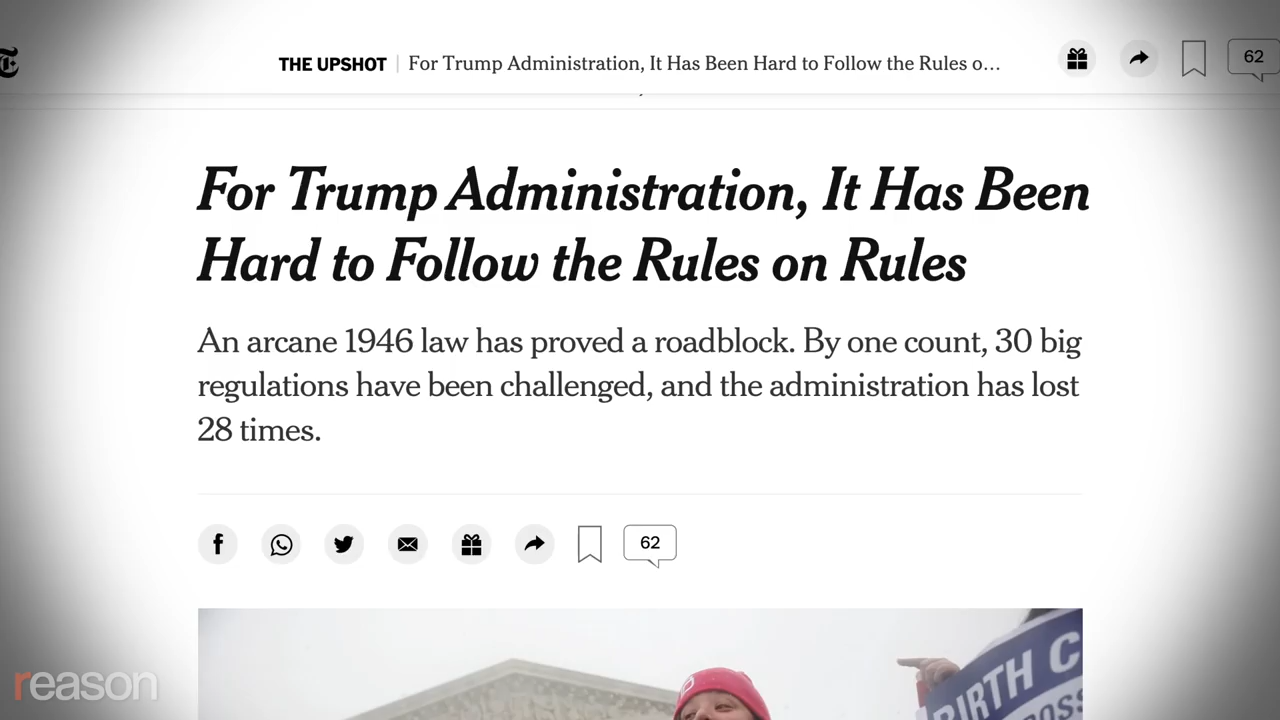 THE UPSHOT | For Trump Administration, It Has Been Hard to Follow the Rules o...
62
For Trump Administration, It Has Been
Hard to Follow the Rules on Rules
An arcane 1946 law has proved a roadblock. By one count, 30 big
regulations have been challenged, and the administration has lost
28 times.
62
BIRTH C
reason